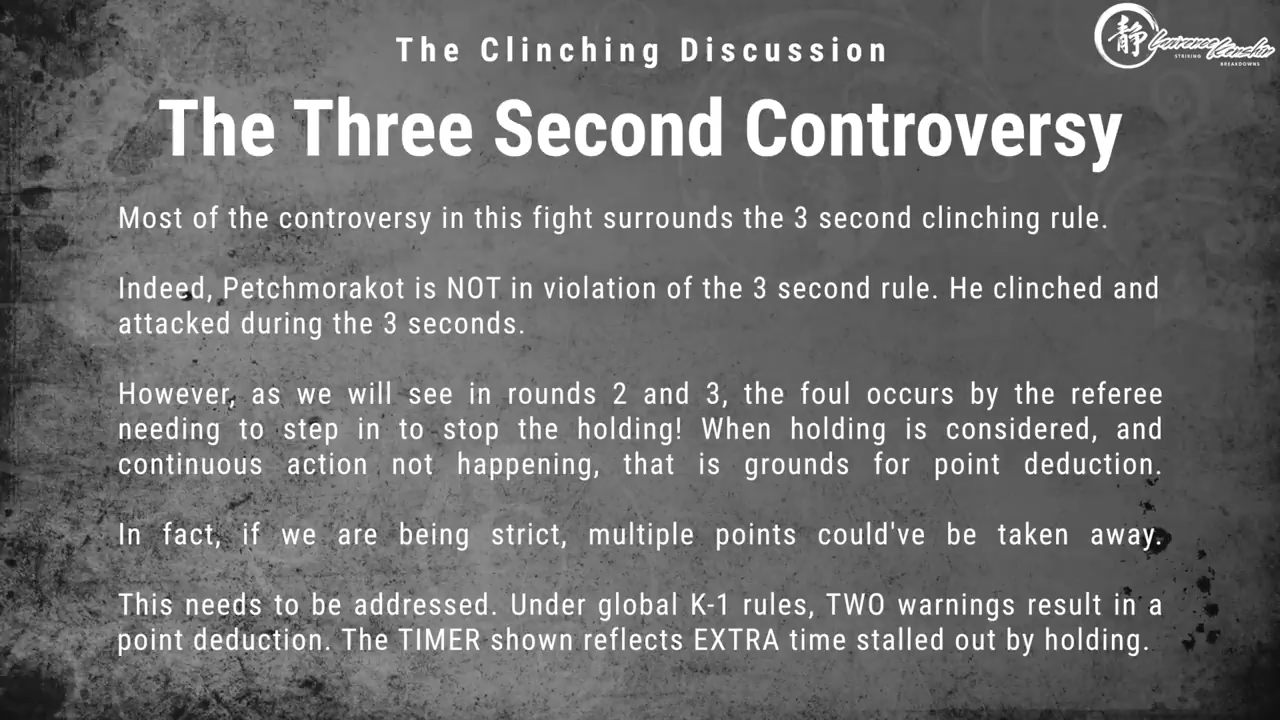 The Clinching Discussion
静
Lawrence Kenshin
STRIKING
BREAKDOWNS
The Three Second Controversy
Most of the controversy in this fight surrounds the 3 second clinching rule.
Indeed, Petchmorakot is NOT in violation of the 3 second rule. He clinched and
attacked during the 3 seconds.
However, as we will see in rounds 2 and 3, the foul occurs by the referee
needing to step in to stop the holding! When holding is considered, and
continuous action not happening, that is grounds for point deduction.
In fact, if we are being strict, multiple points could've be taken away.
This needs to be addressed. Under global K-1 rules, TWO warnings result in a
point deduction. The TIMER shown reflects EXTRA time stalled out by holding.